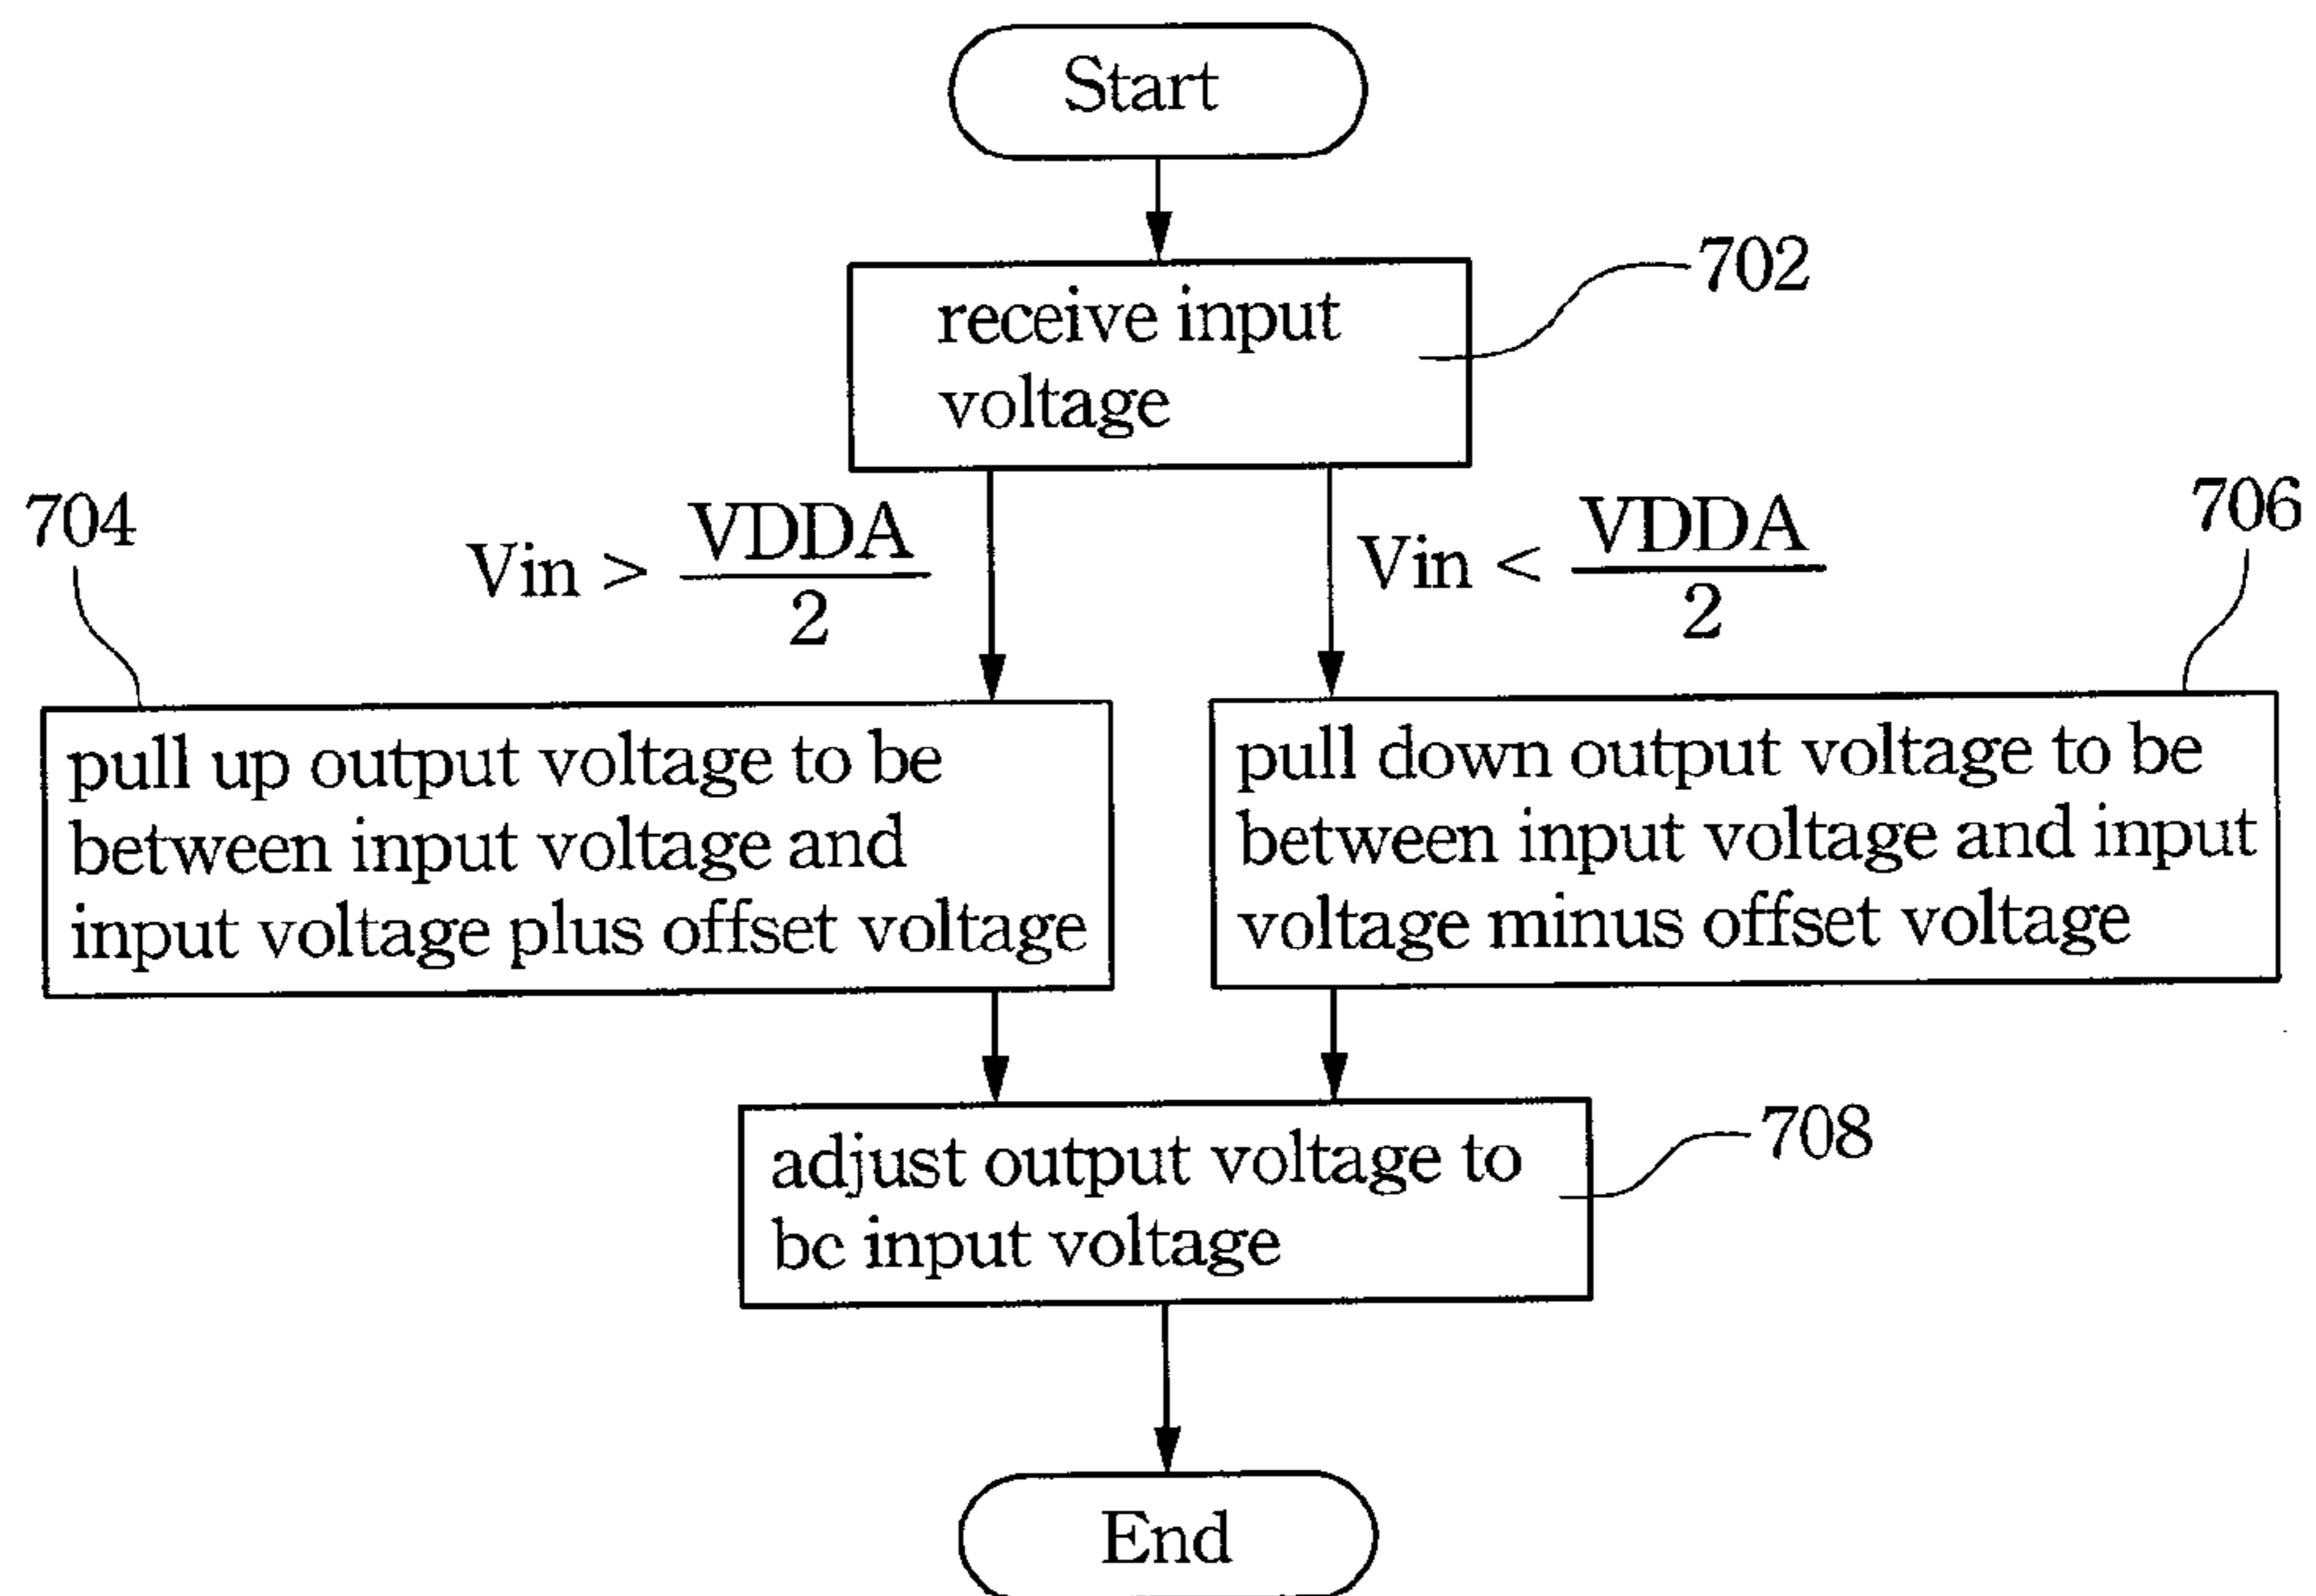 Start
702
receive input
voltage
704
Vin > VDDA/2
Vin < VDDA/2
706
pull up output voltage to be
between input voltage and
input voltage plus offset voltage
pull down output voltage to be
between input voltage and input
voltage minus offset voltage
708
adjust output voltage to
be input voltage
End